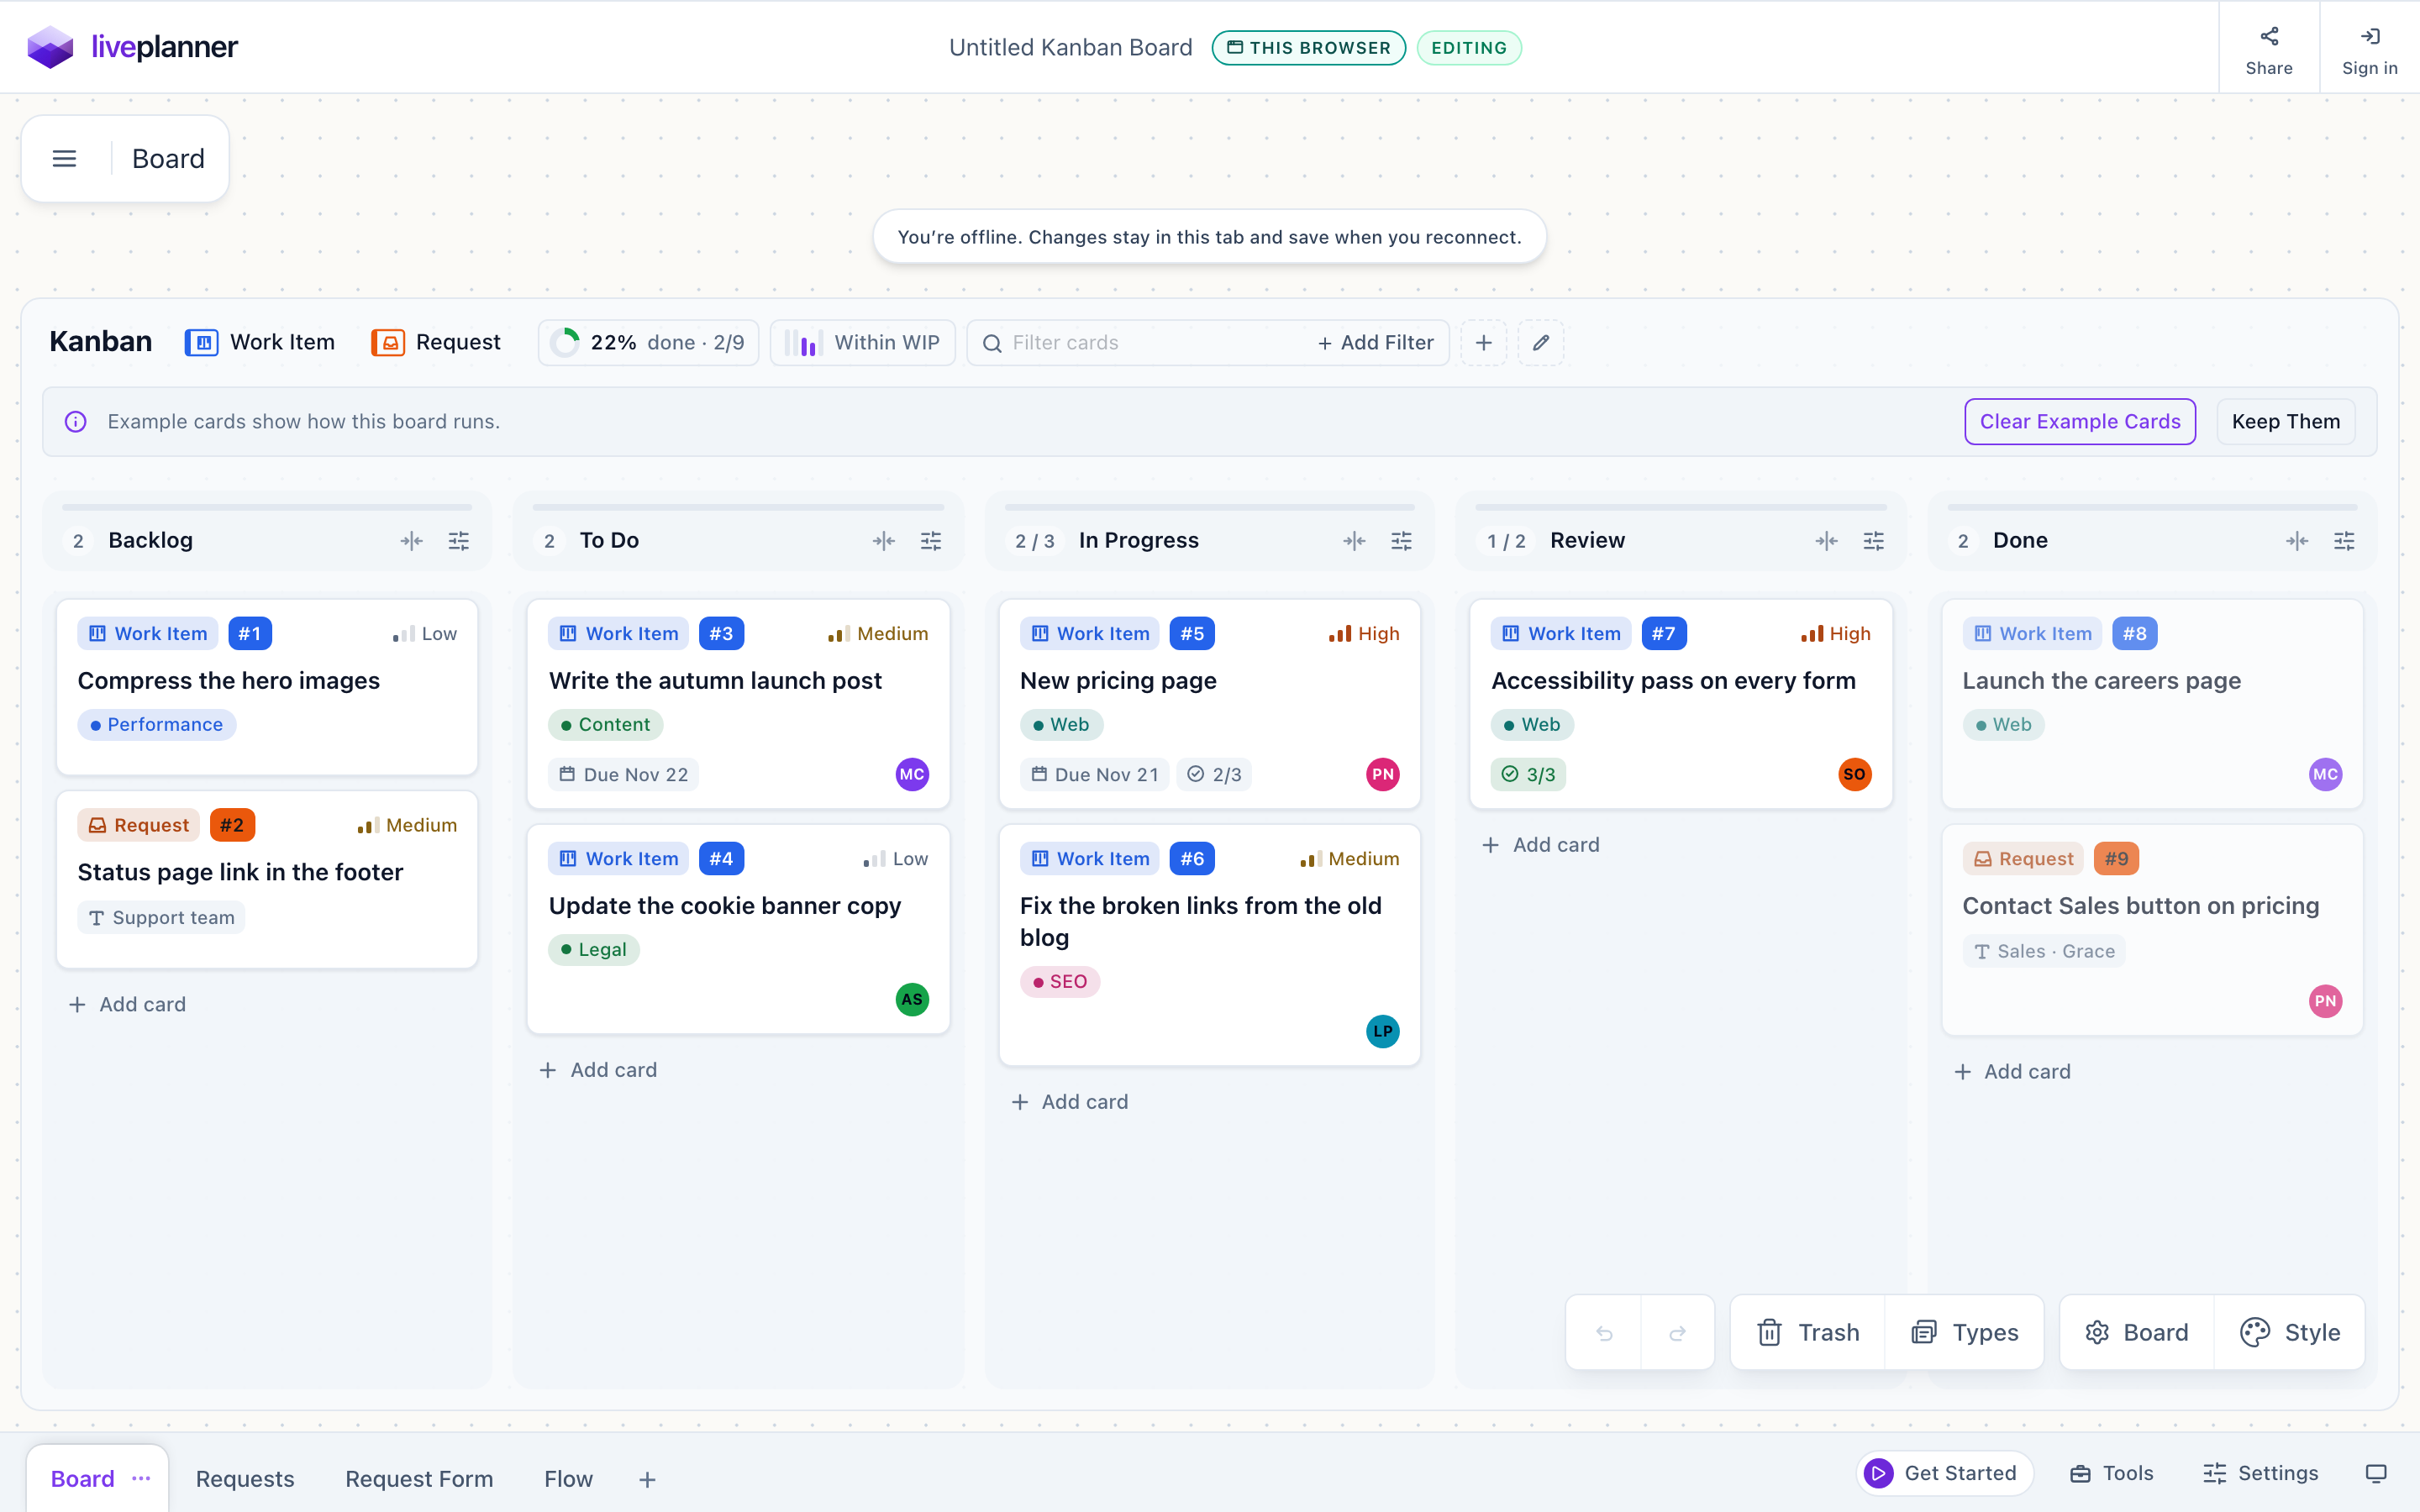 liveplanner
Untitled Kanban Board
THIS BROWSER
EDITING
Share
Sign in
Board
You're offline. Changes stay in this tab and save when you reconnect.
Kanban
Work Item
Request
22% done · 2/9
Within WIP
Filter cards
+ Add Filter
Example cards show how this board runs.
Clear Example Cards
Keep Them
2 Backlog
Work Item #1 Low
Compress the hero images
Performance
Request #2 Medium
Status page link in the footer
Support team
+ Add card
2 To Do
Work Item #3 Medium
Write the autumn launch post
Content
Due Nov 22 MC
Work Item #4 Low
Update the cookie banner copy
Legal
AS
+ Add card
2 / 3 In Progress
Work Item #5 High
New pricing page
Web
Due Nov 21 2/3 PN
Work Item #6 Medium
Fix the broken links from the old
blog
SEO
LP
+ Add card
1 / 2 Review
Work Item #7 High
Accessibility pass on every form
Web
3/3 SO
+ Add card
2 Done
Work Item #8
Launch the careers page
Web
MC
Request #9
Contact Sales button on pricing
Sales · Grace
PN
+ Add card
Trash
Types
Board
Style
Board
Requests
Request Form
Flow
+
Get Started
Tools
Settings